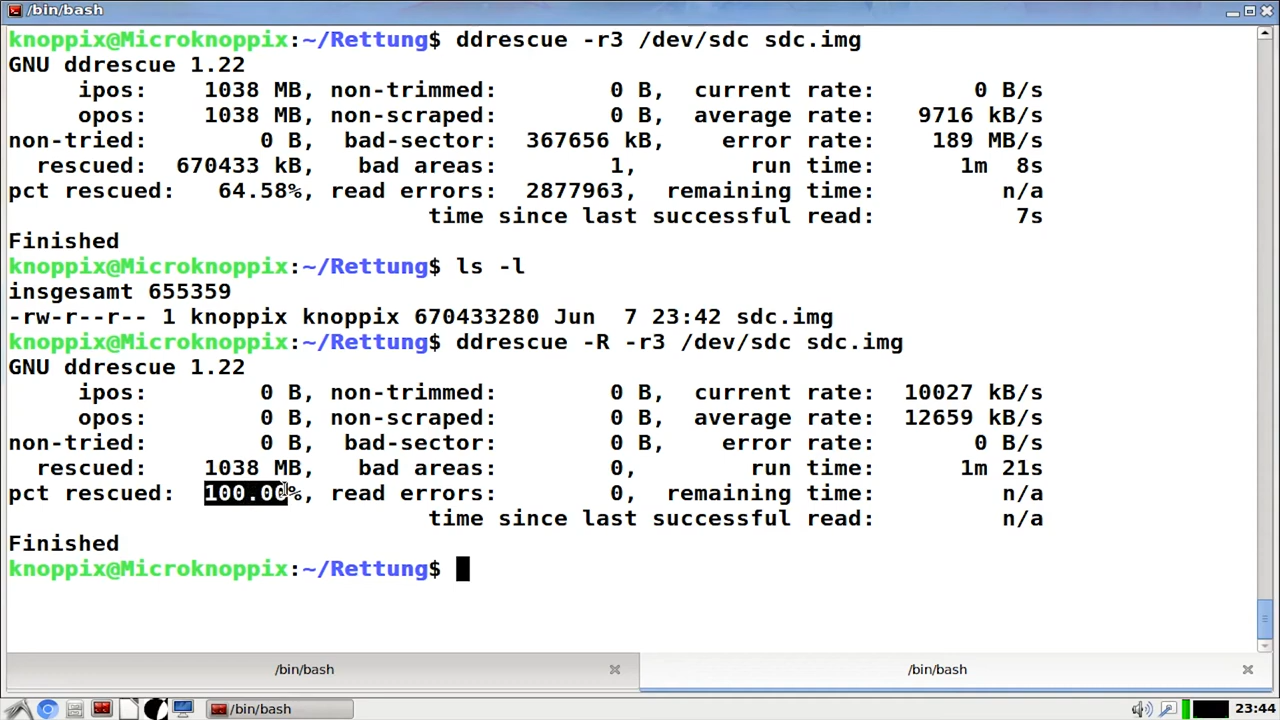 /bin/bash
knoppix@Microknoppix:~/Rettung$ ddrescue -r3 /dev/sdc sdc.img
GNU ddrescue 1.22
ipos: 1038 MB, non-trimmed: 0 B, current rate: 0 B/s
opos: 1038 MB, non-scraped: 0 B, average rate: 9716 kB/s
non-tried: 0 B, bad-sector: 367656 kB, error rate: 189 MB/s
rescued: 670433 kB, bad areas: 1, run time: 1m 8s
pct rescued: 64.58%, read errors: 2877963, remaining time: n/a
time since last successful read: 7s
Finished
knoppix@Microknoppix:~/Rettung$ ls -l
insgesamt 655359
-rw-r--r-- 1 knoppix knoppix 670433280 Jun 7 23:42 sdc.img
knoppix@Microknoppix:~/Rettung$ ddrescue -R -r3 /dev/sdc sdc.img
GNU ddrescue 1.22
ipos: 0 B, non-trimmed: 0 B, current rate: 10027 kB/s
opos: 0 B, non-scraped: 0 B, average rate: 12659 kB/s
non-tried: 0 B, bad-sector: 0 B, error rate: 0 B/s
rescued: 1038 MB, bad areas: 0, run time: 1m 21s
pct rescued: 100.00%, read errors: 0, remaining time: n/a
time since last successful read: n/a
Finished
knoppix@Microknoppix:~/Rettung$
/bin/bash
/bin/bash
/bin/bash
23:44